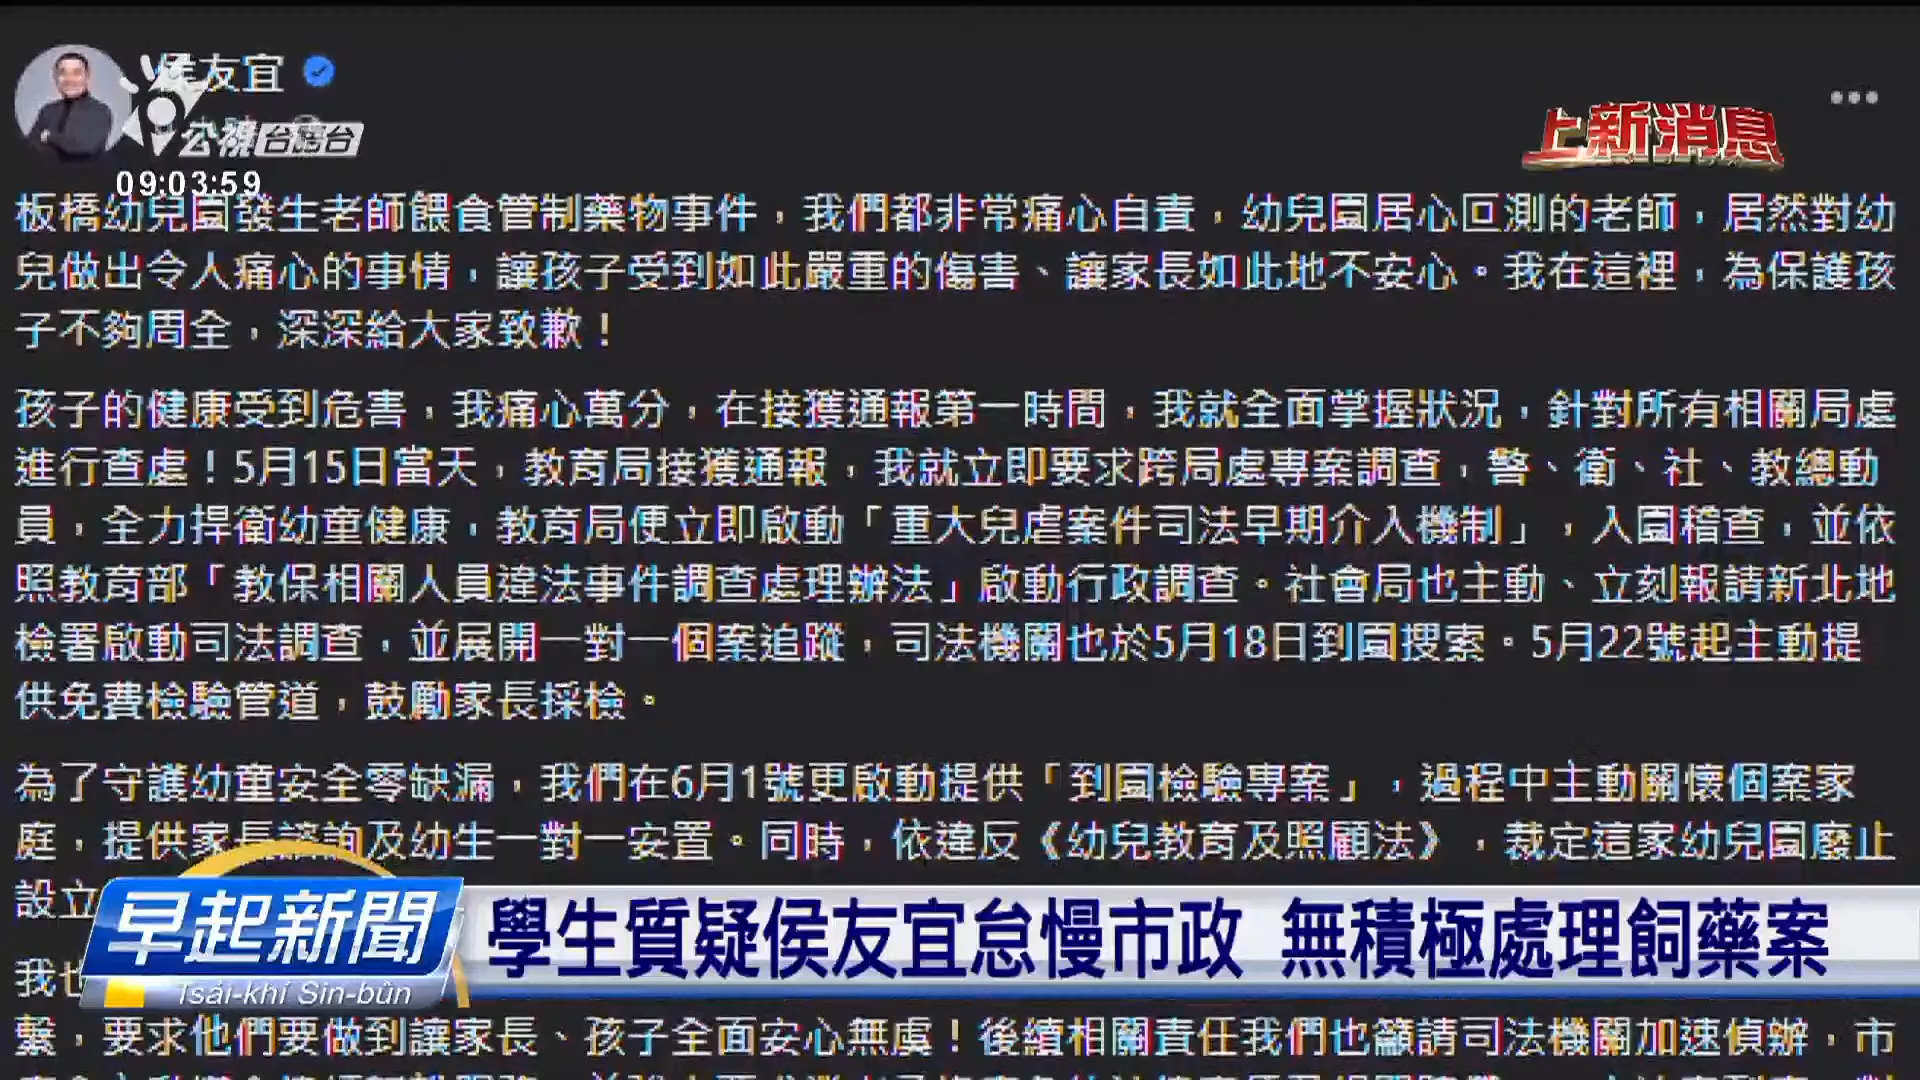 侯友宜
公視台語台
09:03:59
上新消息
板橋幼兒園發生老師餵食管制藥物事件，我們都非常痛心自責，幼兒園居心叵測的老師，居然對幼
兒做出令人痛心的事情，讓孩子受到如此嚴重的傷害、讓家長如此地不安心。我在這裡，為保護孩
子不夠周全，深深給大家致歉！
孩子的健康受到危害，我痛心萬分，在接獲通報第一時間，我就全面掌握狀況，針對所有相關局處
進行查處！5月15日當天，教育局接獲通報，我就立即要求跨局處專案調查，警、衛、社、教總動
員，全力捍衛幼童健康，教育局便立即啟動「重大兒虐案件司法早期介入機制」，入園稽查，並依
照教育部「教保相關人員違法事件調查處理辦法」啟動行政調查。社會局也主動、立刻報請新北地
檢署啟動司法調查，並展開一對一個案追蹤，司法機關也於5月18日到園搜索。5月22號起主動提
供免費檢驗管道，鼓勵家長採檢。
為了守護幼童安全零缺漏，我們在6月1號更啟動提供「到園檢驗專案」，過程中主動關懷個案家
庭，提供家長諮詢及幼生一對一安置。同時，依違反《幼兒教育及照顧法》，裁定這家幼兒園廢止
設立
早起新聞
Tsái-khí Sin-bûn
學生質疑侯友宜怠慢市政 無積極處理飼藥案
我也
繫，要求他們要做到讓家長、孩子全面安心無虞！後續相關責任我們也籲請司法機關加速偵辦，市